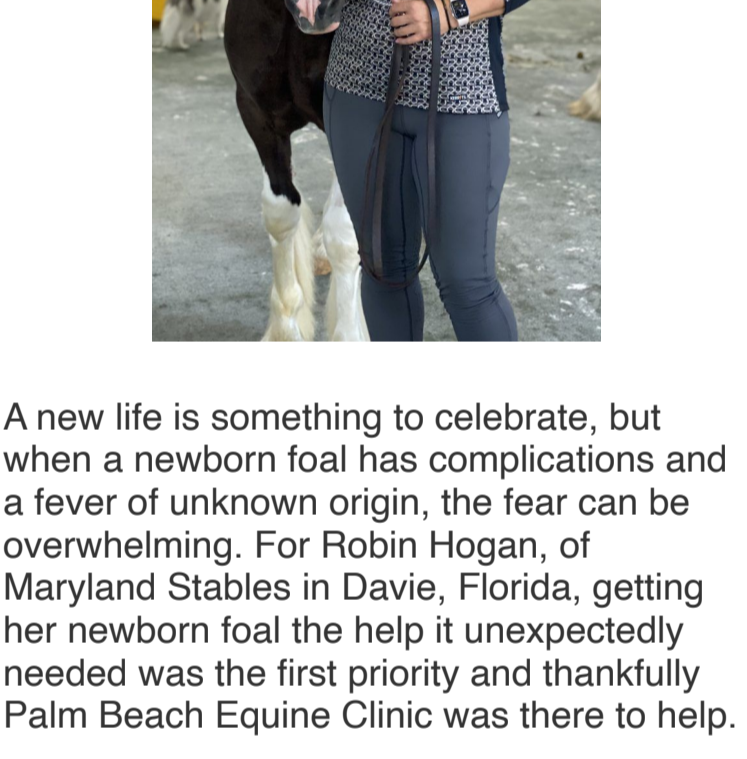 A new life is something to celebrate, but
when a newborn foal has complications and
a fever of unknown origin, the fear can be
overwhelming. For Robin Hogan, of
Maryland Stables in Davie, Florida, getting
her newborn foal the help it unexpectedly
needed was the first priority and thankfully
Palm Beach Equine Clinic was there to help.